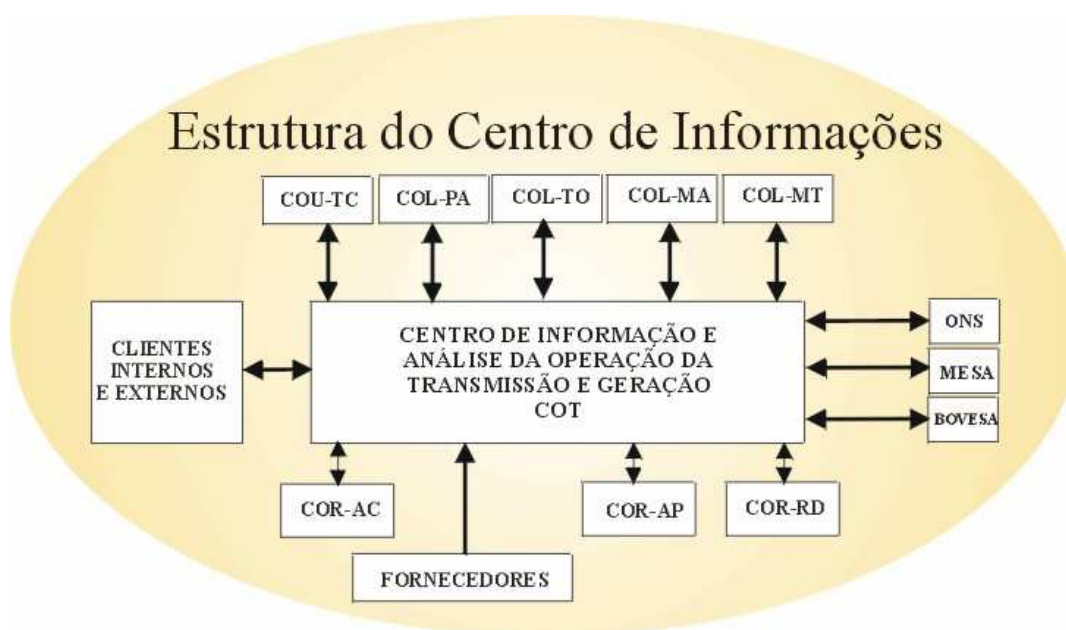 Estrutura do Centro de Informações
COU-TC
COL-PA
COL-TO
COL-MA
COL-MT
CLIENTES
INTERNOS
E EXTERNOS
CENTRO DE INFORMAÇÃO E
ANÁLISE DA OPERAÇÃO DA
TRANSMISSÃO E GERAÇÃO
COT
ONS
MESA
BOVESA
COR-AC
COR-AP
COR-RD
FORNECEDORES